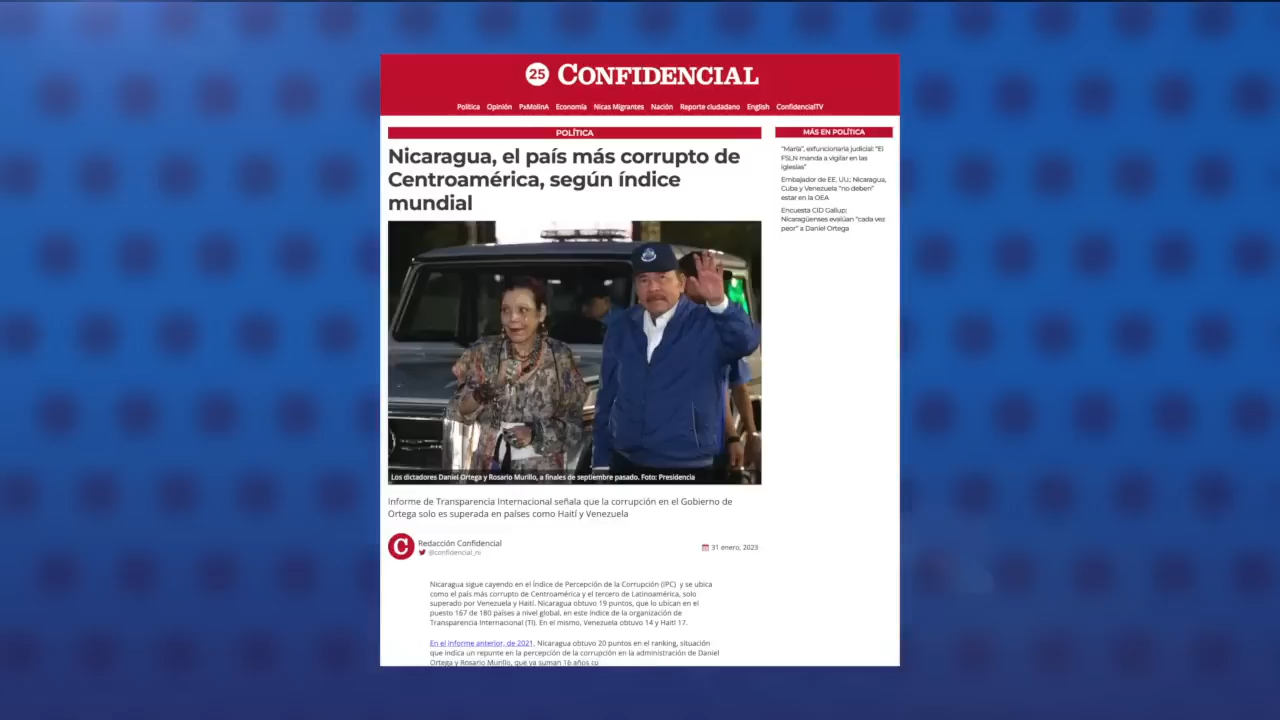 25 CONFIDENCIAL
Política Opinión PxMolinA Economía Nicas Migrantes Nación Reporte ciudadano English ConfidencialTV
POLÍTICA
Nicaragua, el país más corrupto de
Centroamérica, según índice
mundial
Los dictadores Daniel Ortega y Rosario Murillo, a finales de septiembre pasado. Foto: Presidencia
Informe de Transparencia Internacional señala que la corrupción en el Gobierno de
Ortega solo es superada en países como Haití y Venezuela
C
Redacción Confidencial
@confidencial_ni
31 enero, 2023
Nicaragua sigue cayendo en el Índice de Percepción de la Corrupción (IPC) y se ubica
como el país más corrupto de Centroamérica y el tercero de Latinoamérica, solo
superado por Venezuela y Haití. Nicaragua obtuvo 19 puntos, que lo ubican en el
puesto 167 de 180 países a nivel global, en este índice de la organización de
Transparencia Internacional (TI). En el mismo, Venezuela obtuvo 14 y Haití 17.
En el informe anterior, de 2021, Nicaragua obtuvo 20 puntos en el ranking, situación
que indica un repunte en la percepción de la corrupción en la administración de Daniel
Ortega y Rosario Murillo, que ya suman 16 años co
MÁS EN POLÍTICA
“María”, exfuncionaria judicial: “El
FSLN manda a vigilar en las
iglesias”
Embajador de EE. UU.: Nicaragua,
Cuba y Venezuela “no deben”
estar en la OEA
Encuesta CID Gallup:
Nicaragüenses evalúan “cada vez
peor” a Daniel Ortega